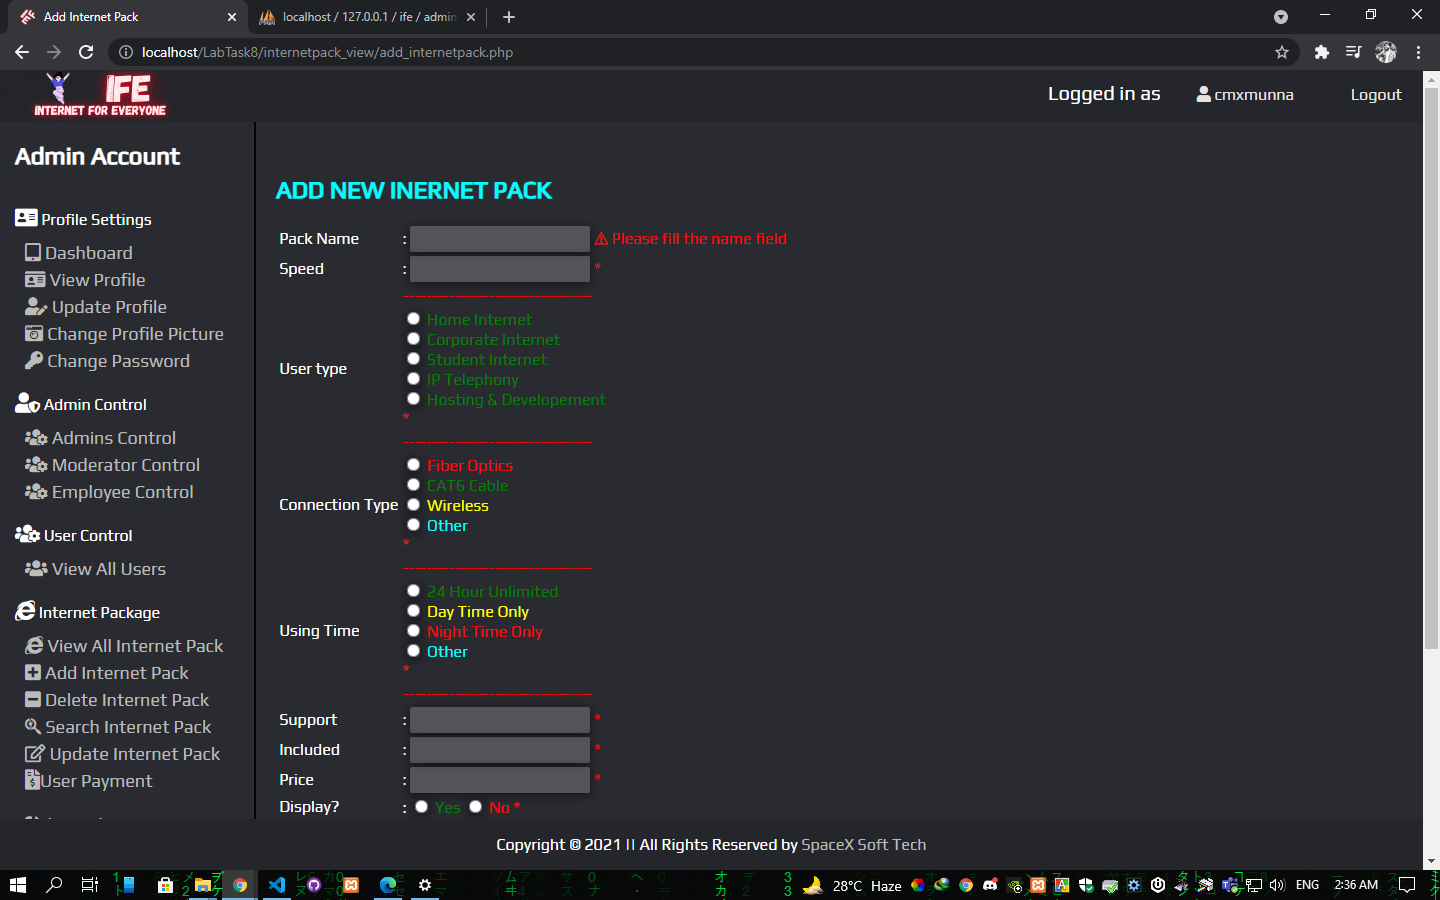 Add Internet Pack
localhost / 127.0.0.1 / ife / admin
localhost/LabTask8/internetpack_view/add_internetpack.php
IFE
INTERNET FOR EVERYONE
Logged in as
cmxmunna
Logout
Admin Account
Profile Settings
Dashboard
View Profile
Update Profile
Change Profile Picture
Change Password
Admin Control
Admins Control
Moderator Control
Employee Control
User Control
View All Users
Internet Package
View All Internet Pack
Add Internet Pack
Delete Internet Pack
Search Internet Pack
Update Internet Pack
User Payment
ADD NEW INERNET PACK
Pack Name : Please fill the name field
Speed : *
---------------------------------
User type
Home Internet
Corporate Internet
Student Internet
IP Telephony
Hosting & Developement
*
---------------------------------
Connection Type
Fiber Optics
CAT6 Cable
Wireless
Other
*
---------------------------------
Using Time
24 Hour Unlimited
Day Time Only
Night Time Only
Other
*
---------------------------------
Support : *
Included : *
Price : *
Display? : Yes No *
Copyright © 2021 || All Rights Reserved by SpaceX Soft Tech
28°C Haze
ENG
2:36 AM